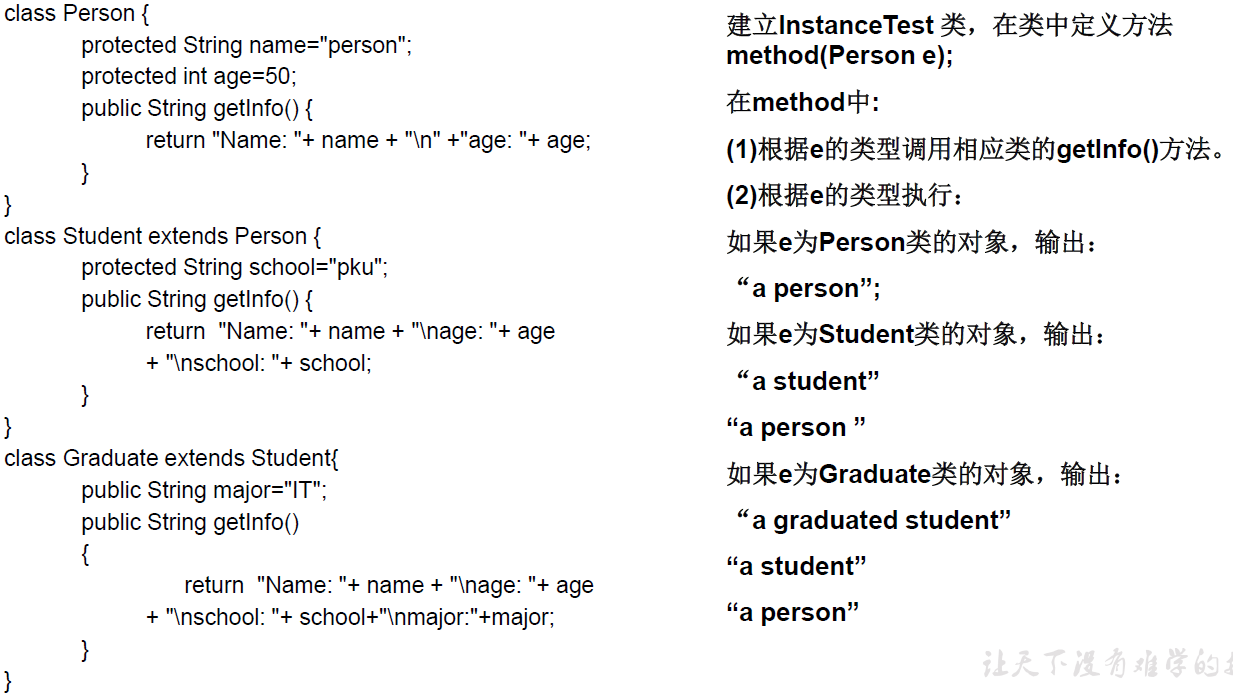 class Person {
protected String name="person";
protected int age=50;
public String getInfo() {
return "Name: "+ name + "\n" +"age: "+ age;
}
}
class Student extends Person {
protected String school="pku";
public String getInfo() {
return  "Name: "+ name + "\nage: "+ age
+ "\nschool: "+ school;
}
}
class Graduate extends Student{
public String major="IT";
public String getInfo()
{
return  "Name: "+ name + "\nage: "+ age
+ "\nschool: "+ school+"\nmajor:"+major;
}
}
建立InstanceTest 类，在类中定义方法
method(Person e);
在method中:
(1)根据e的类型调用相应类的getInfo()方法。
(2)根据e的类型执行：
如果e为Person类的对象，输出：
“a person”;
如果e为Student类的对象，输出：
“a student”
“a person ”
如果e为Graduate类的对象，输出：
“a graduated student”
“a student”
“a person”
让天下没有难学的